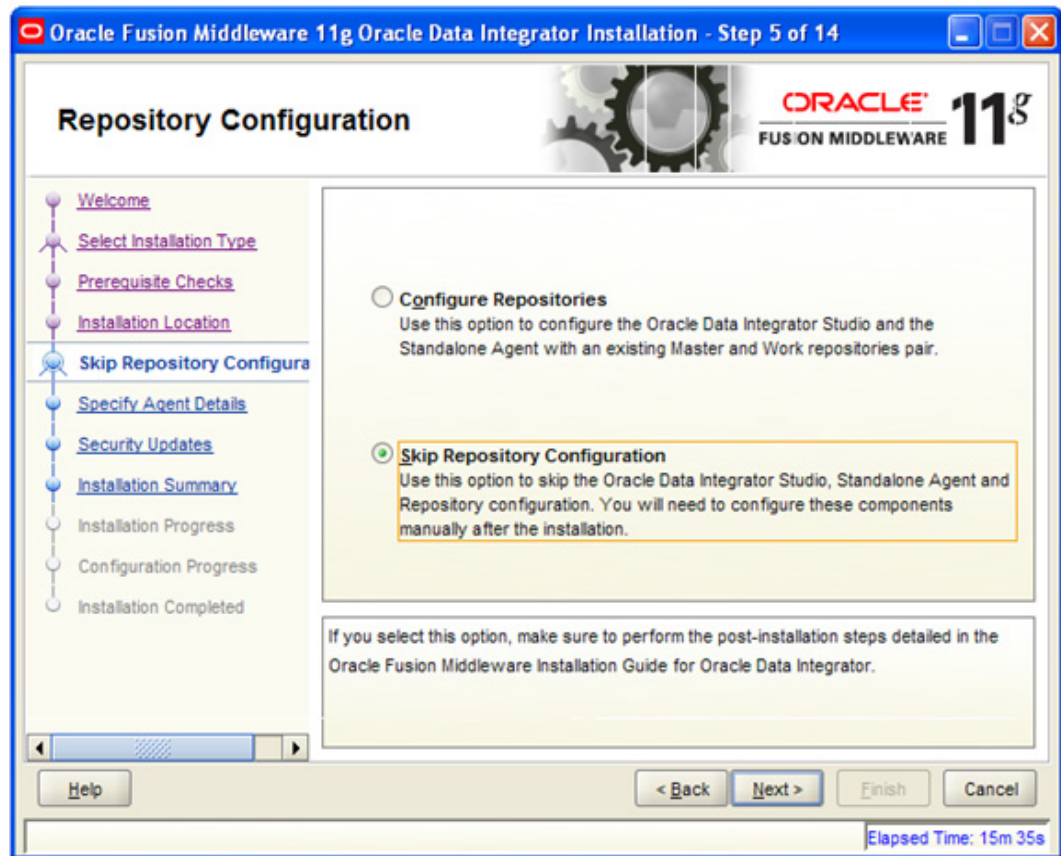 Oracle Fusion Middleware 11g Oracle Data Integrator Installation - Step 5 of 14
Repository Configuration
ORACLE
FUSION MIDDLEWARE 11g
Welcome
Select Installation Type
Prerequisite Checks
Installation Location
Skip Repository Configura
Specify Agent Details
Security Updates
Installation Summary
Installation Progress
Configuration Progress
Installation Completed
Configure Repositories
Use this option to configure the Oracle Data Integrator Studio and the
Standalone Agent with an existing Master and Work repositories pair.
Skip Repository Configuration
Use this option to skip the Oracle Data Integrator Studio, Standalone Agent and
Repository configuration. You will need to configure these components
manually after the installation.
If you select this option, make sure to perform the post-installation steps detailed in the
Oracle Fusion Middleware Installation Guide for Oracle Data Integrator.
Help
< Back
Next >
Finish
Cancel
Elapsed Time: 15m 35s